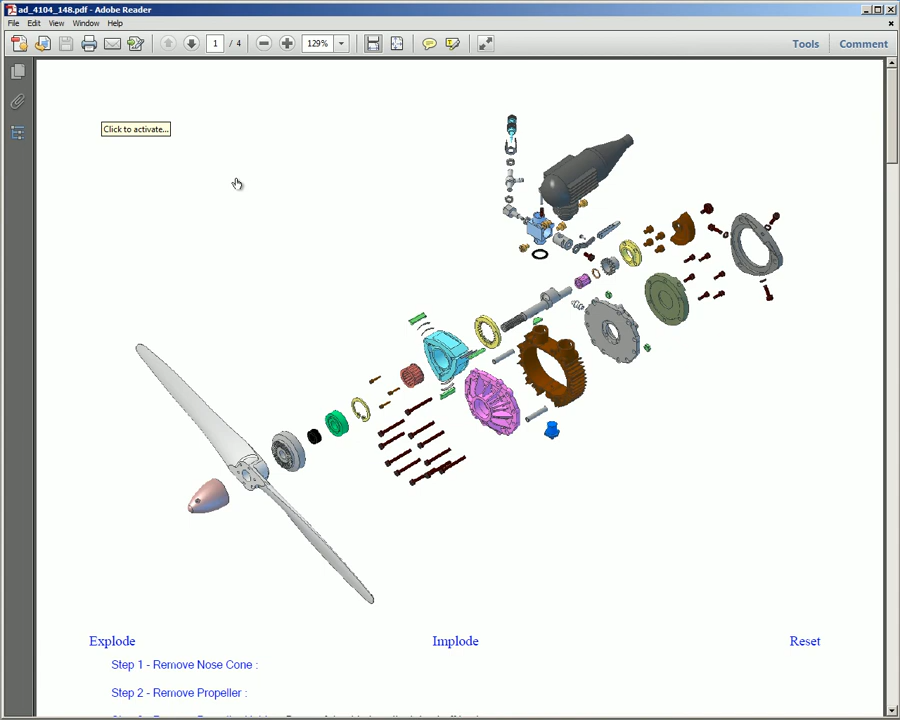 ad_4104_148.pdf - Adobe Reader
File Edit View Window Help
1 / 4 129% Tools Comment
Click to activate...
Explode Implode Reset
Step 1 - Remove Nose Cone :
Step 2 - Remove Propeller :